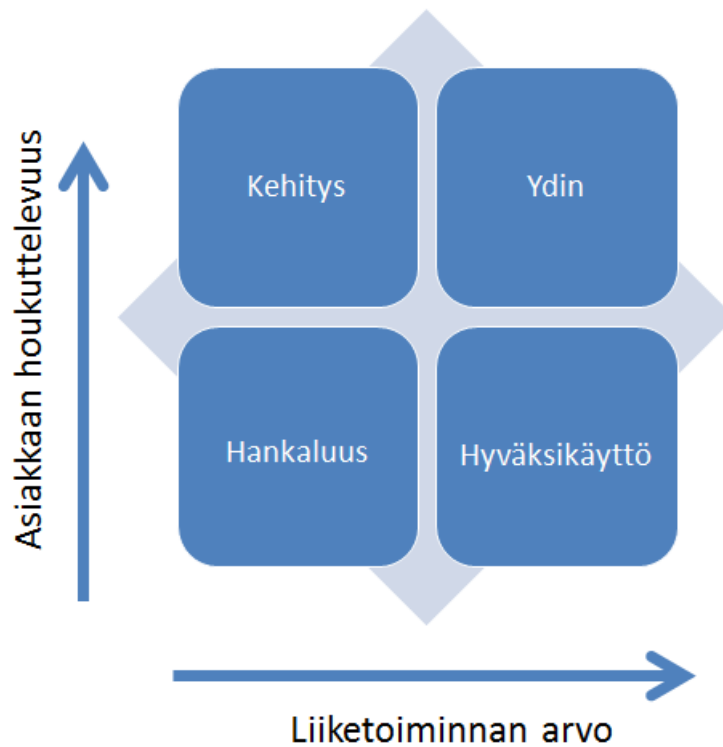 Asiakkaan houkuttelevuus
Kehitys
Ydin
Hankaluus
Hyväksikäyttö
Liiketoiminnan arvo